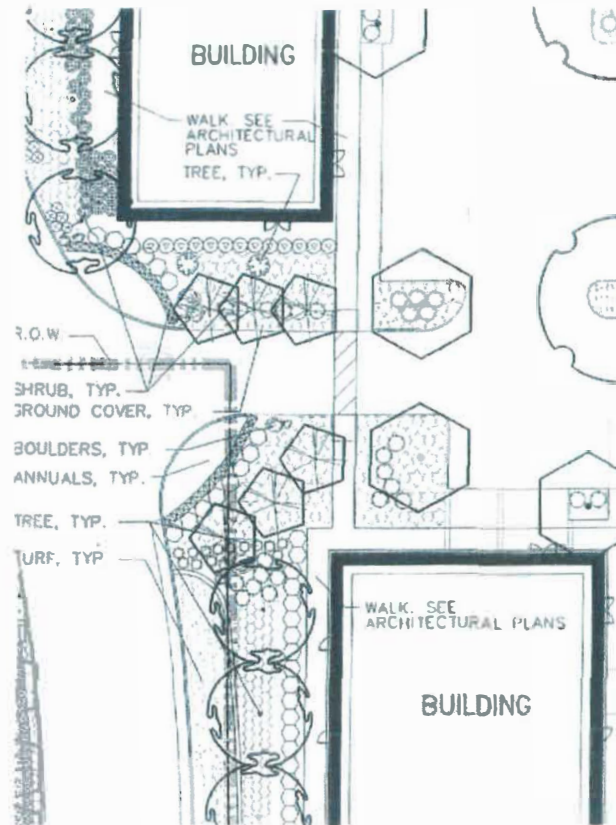 BUILDING
WALK. SEE
ARCHITECTURAL
PLANS
TREE, TYP.
R.O.W.
SHRUB, TYP.
GROUND COVER, TYP.
BOULDERS, TYP
ANNUALS, TYP.
TREE, TYP.
TURF, TYP
WALK. SEE
ARCHITECTURAL PLANS
BUILDING